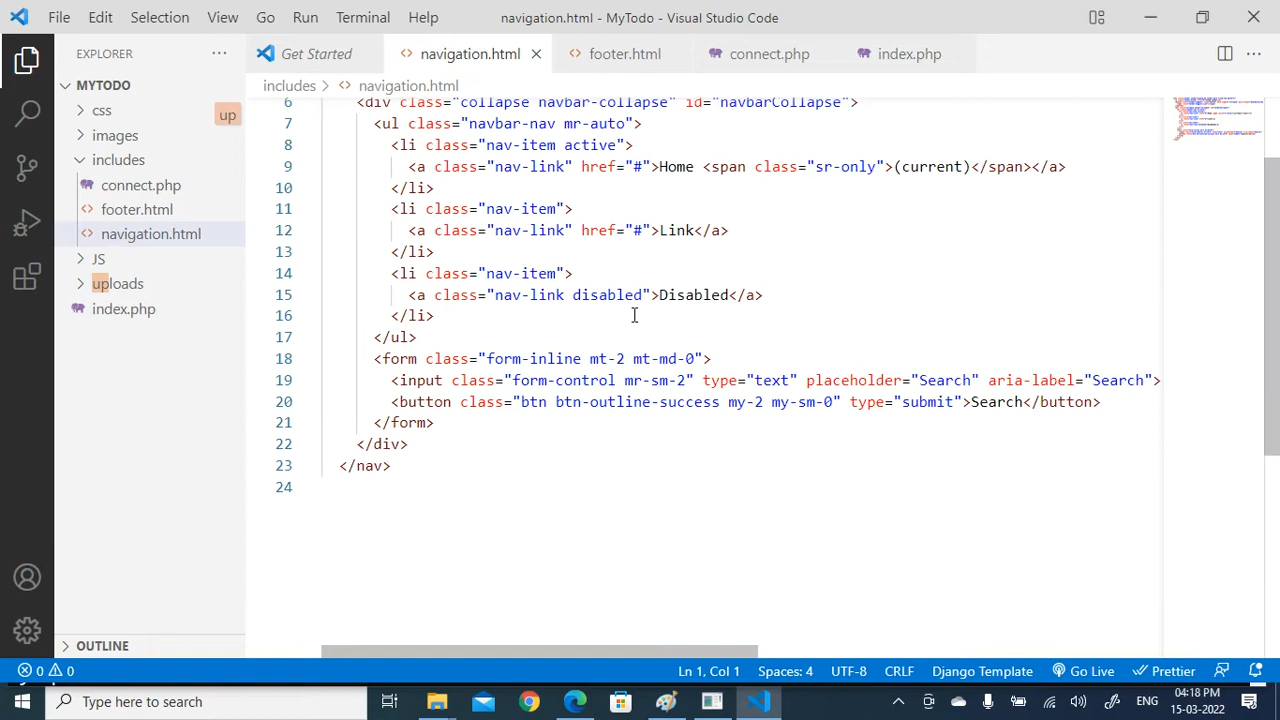 File Edit Selection View Go Run Terminal Help navigation.html - MyTodo - Visual Studio Code
EXPLORER
Get Started
navigation.html
footer.html
connect.php
index.php
MYTODO
css
up
images
includes
connect.php
footer.html
navigation.html
JS
uploads
index.php
OUTLINE
includes > navigation.html
6 <div class="collapse navbar-collapse" id="navbarCollapse">
7 <ul class="navbar-nav mr-auto">
8 <li class="nav-item active">
9 <a class="nav-link" href="#">Home <span class="sr-only">(current)</span></a>
10 </li>
11 <li class="nav-item">
12 <a class="nav-link" href="#">Link</a>
13 </li>
14 <li class="nav-item">
15 <a class="nav-link disabled">Disabled</a>
16 </li>
17 </ul>
18 <form class="form-inline mt-2 mt-md-0">
19 <input class="form-control mr-sm-2" type="text" placeholder="Search" aria-label="Search">
20 <button class="btn btn-outline-success my-2 my-sm-0" type="submit">Search</button>
21 </form>
22 </div>
23 </nav>
24
0 0 Ln 1, Col 1 Spaces: 4 UTF-8 CRLF Django Template Go Live Prettier
Type here to search
ENG
04:18 PM
15-03-2022